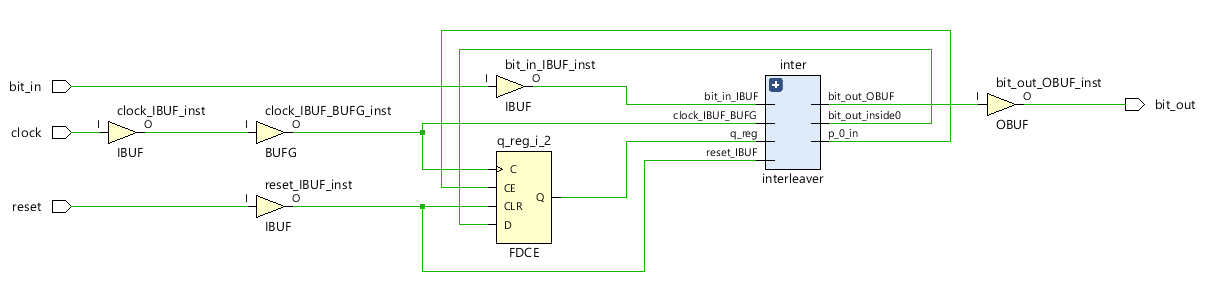 inter
bit_in_IBUF_inst
bit_out_OBUF_inst
bit_in
I
O
IBUF
bit_in_IBUF
bit_out_OBUF
I
O
OBUF
bit_out
clock_IBUF_inst
clock_IBUF_BUFG_inst
clock_IBUF_BUFG
bit_out_inside0
clock
I
O
IBUF
I
O
BUFG
q_reg
p_0_in
q_reg_i_2
reset_IBUF
interleaver
C
CE
CLR
D
Q
FDCE
reset_IBUF_inst
reset
I
O
IBUF